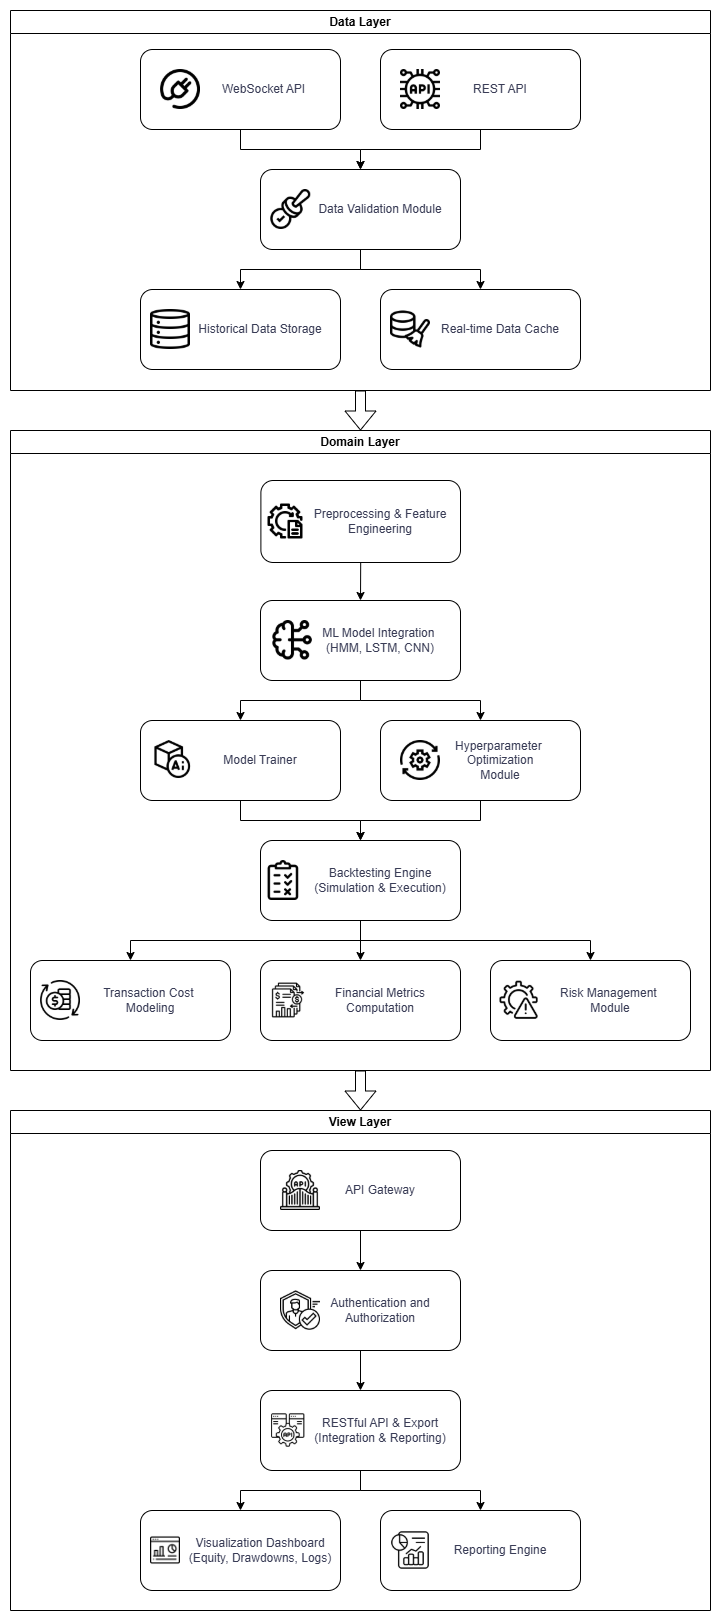 Data Layer
WebSocket API
API
REST API
Data Validation Module
Historical Data Storage
Real-time Data Cache
Domain Layer
Preprocessing & Feature
Engineering
ML Model Integration
(HMM, LSTM, CNN)
Ai
Model Trainer
Hyperparameter
Optimization
Module
Backtesting Engine
(Simulation & Execution)
$
Transaction Cost
Modeling
$
$
Financial Metrics
Computation
!
Risk Management
Module
View Layer
API
API Gateway
Authentication and
Authorization
API
RESTful API & Export
(Integration & Reporting)
Visualization Dashboard
(Equity, Drawdowns, Logs)
Reporting Engine